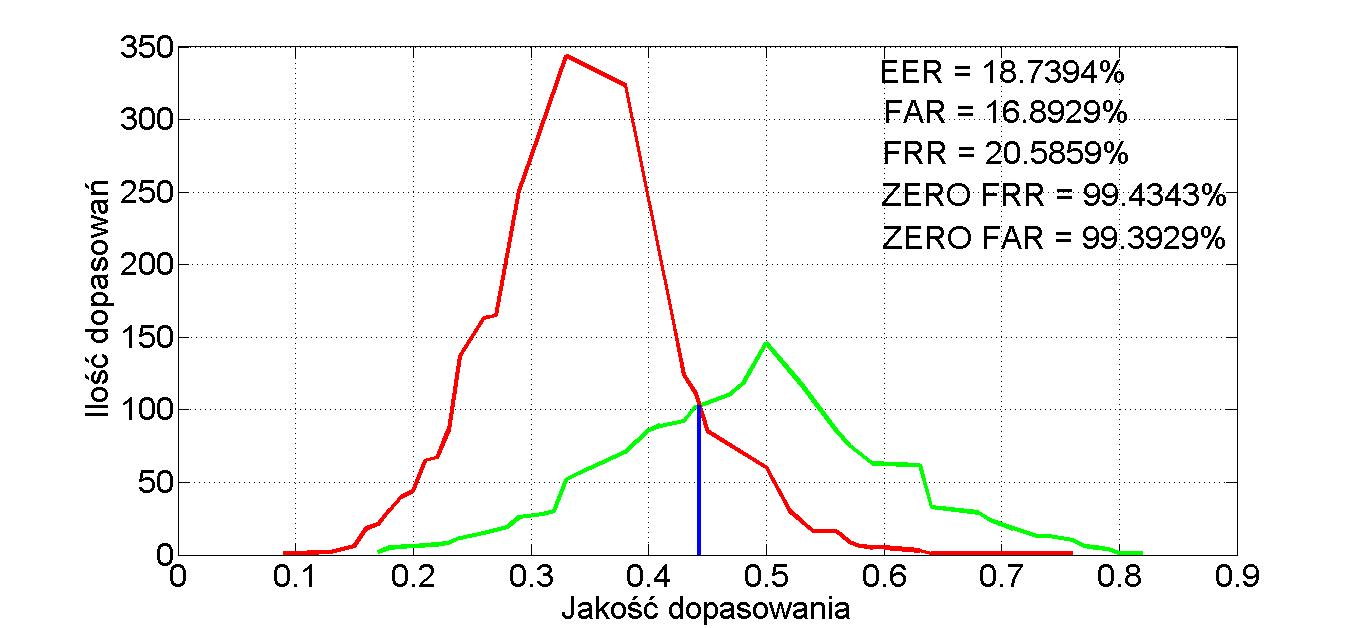 350
300
250
200
150
100
50
0
Ilość dopasowań
EER = 18.7394%
FAR = 16.8929%
FRR = 20.5859%
ZERO FRR = 99.4343%
ZERO FAR = 99.3929%
0 0.1 0.2 0.3 0.4 0.5 0.6 0.7 0.8 0.9
Jakość dopasowania